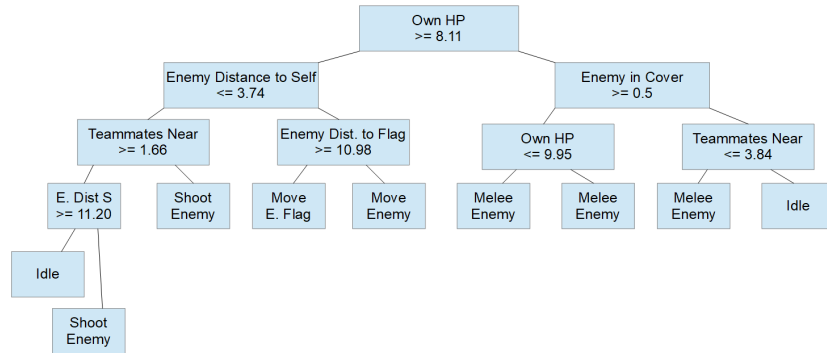 Own HP
>= 8.11
Enemy Distance to Self
<= 3.74
Enemy in Cover
>= 0.5
Teammates Near
>= 1.66
Enemy Dist. to Flag
>= 10.98
Own HP
<= 9.95
Teammates Near
<= 3.84
E. Dist S
>= 11.20
Shoot
Enemy
Move
E. Flag
Move
Enemy
Melee
Enemy
Melee
Enemy
Melee
Enemy
Idle
Idle
Shoot
Enemy